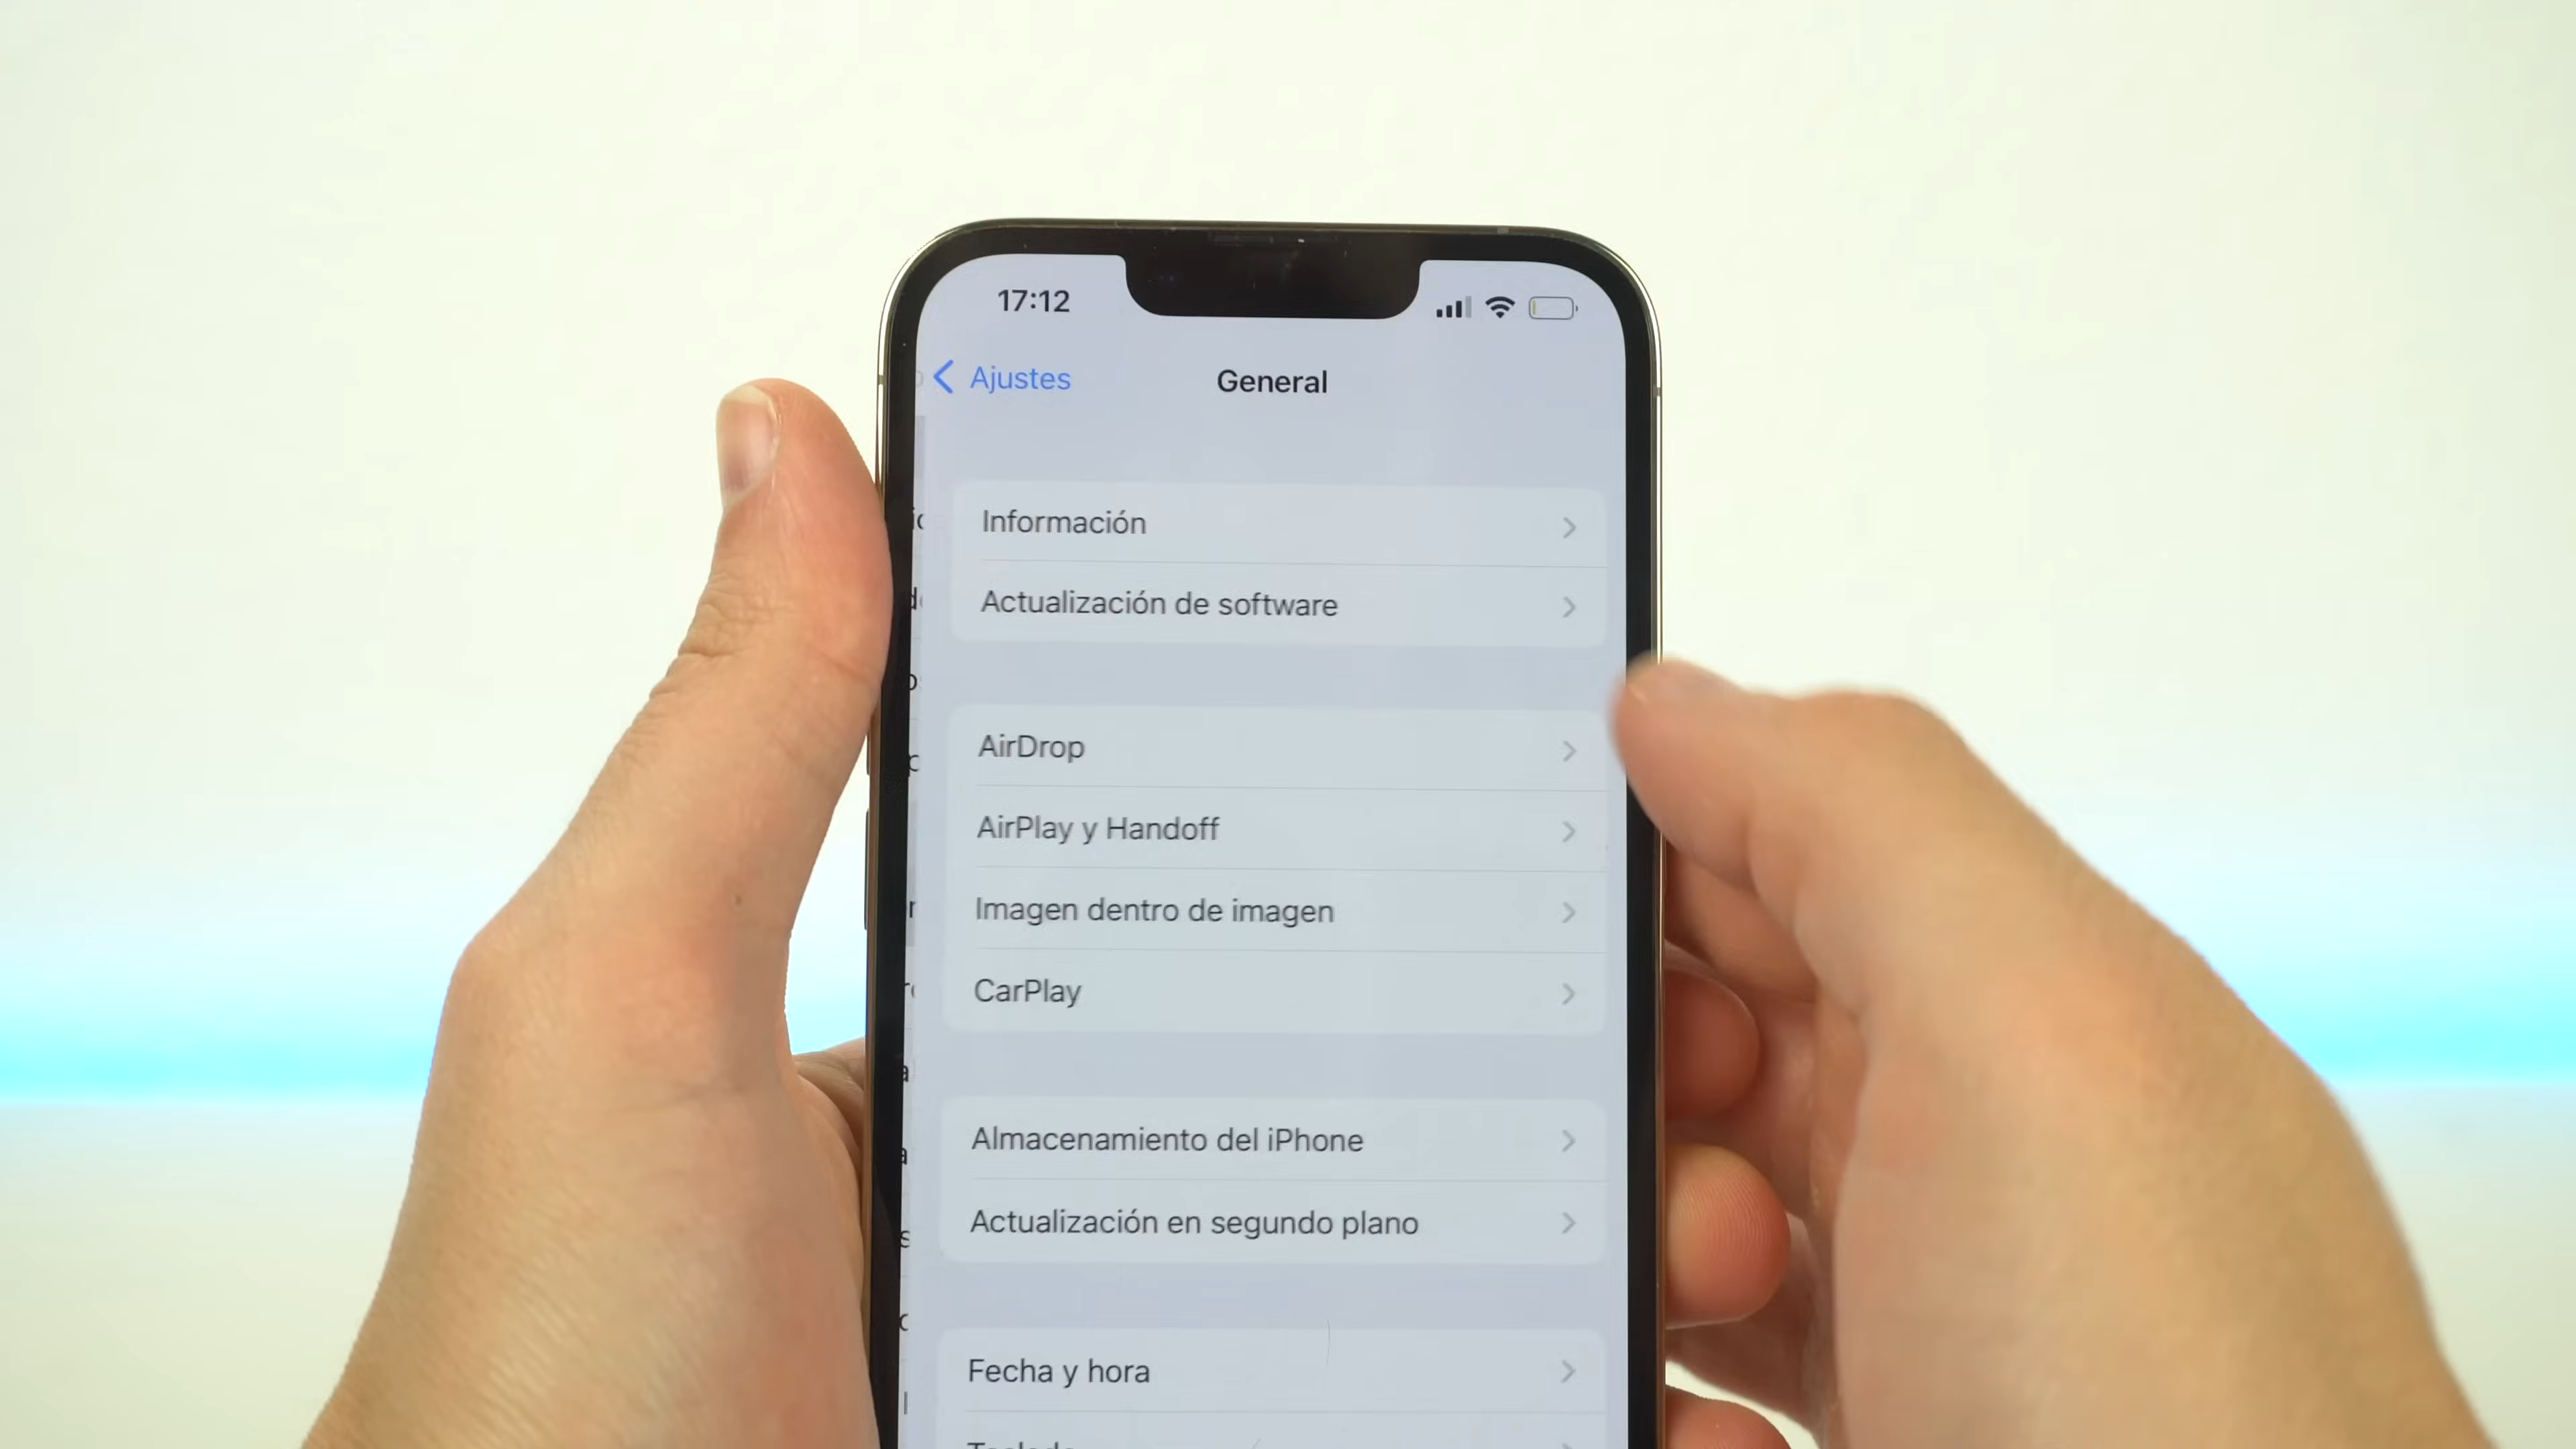 17:12
Ajustes
General
Información
Actualización de software
AirDrop
AirPlay y Handoff
Imagen dentro de imagen
CarPlay
Almacenamiento del iPhone
Actualización en segundo plano
Fecha y hora